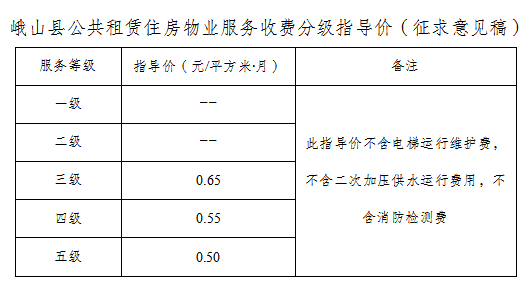 峨山县公共租赁住房物业服务收费分级指导价（征求意见稿）
服务等级 指导价（元/平方米·月） 备注
一级 ——
二级 ——
三级 0.65
四级 0.55
五级 0.50
此指导价不含电梯运行维护费，
不含二次加压供水运行费用，不
含消防检测费